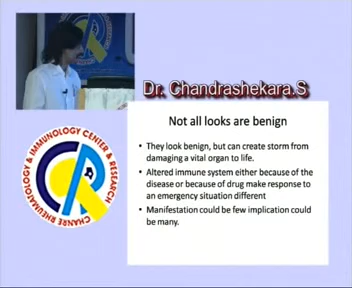 Dr. Chandrashekara.S
Not all looks are benign
• They look benign, but can create storm from
damaging a vital organ to life.
• Altered immune system either because of the
disease or because of drug make response to
an emergency situation different
• Manifestation could be few implication could
be many.
CHANRE RHEUMATOLOGY & IMMUNOLOGY CENTER & RESEARCH